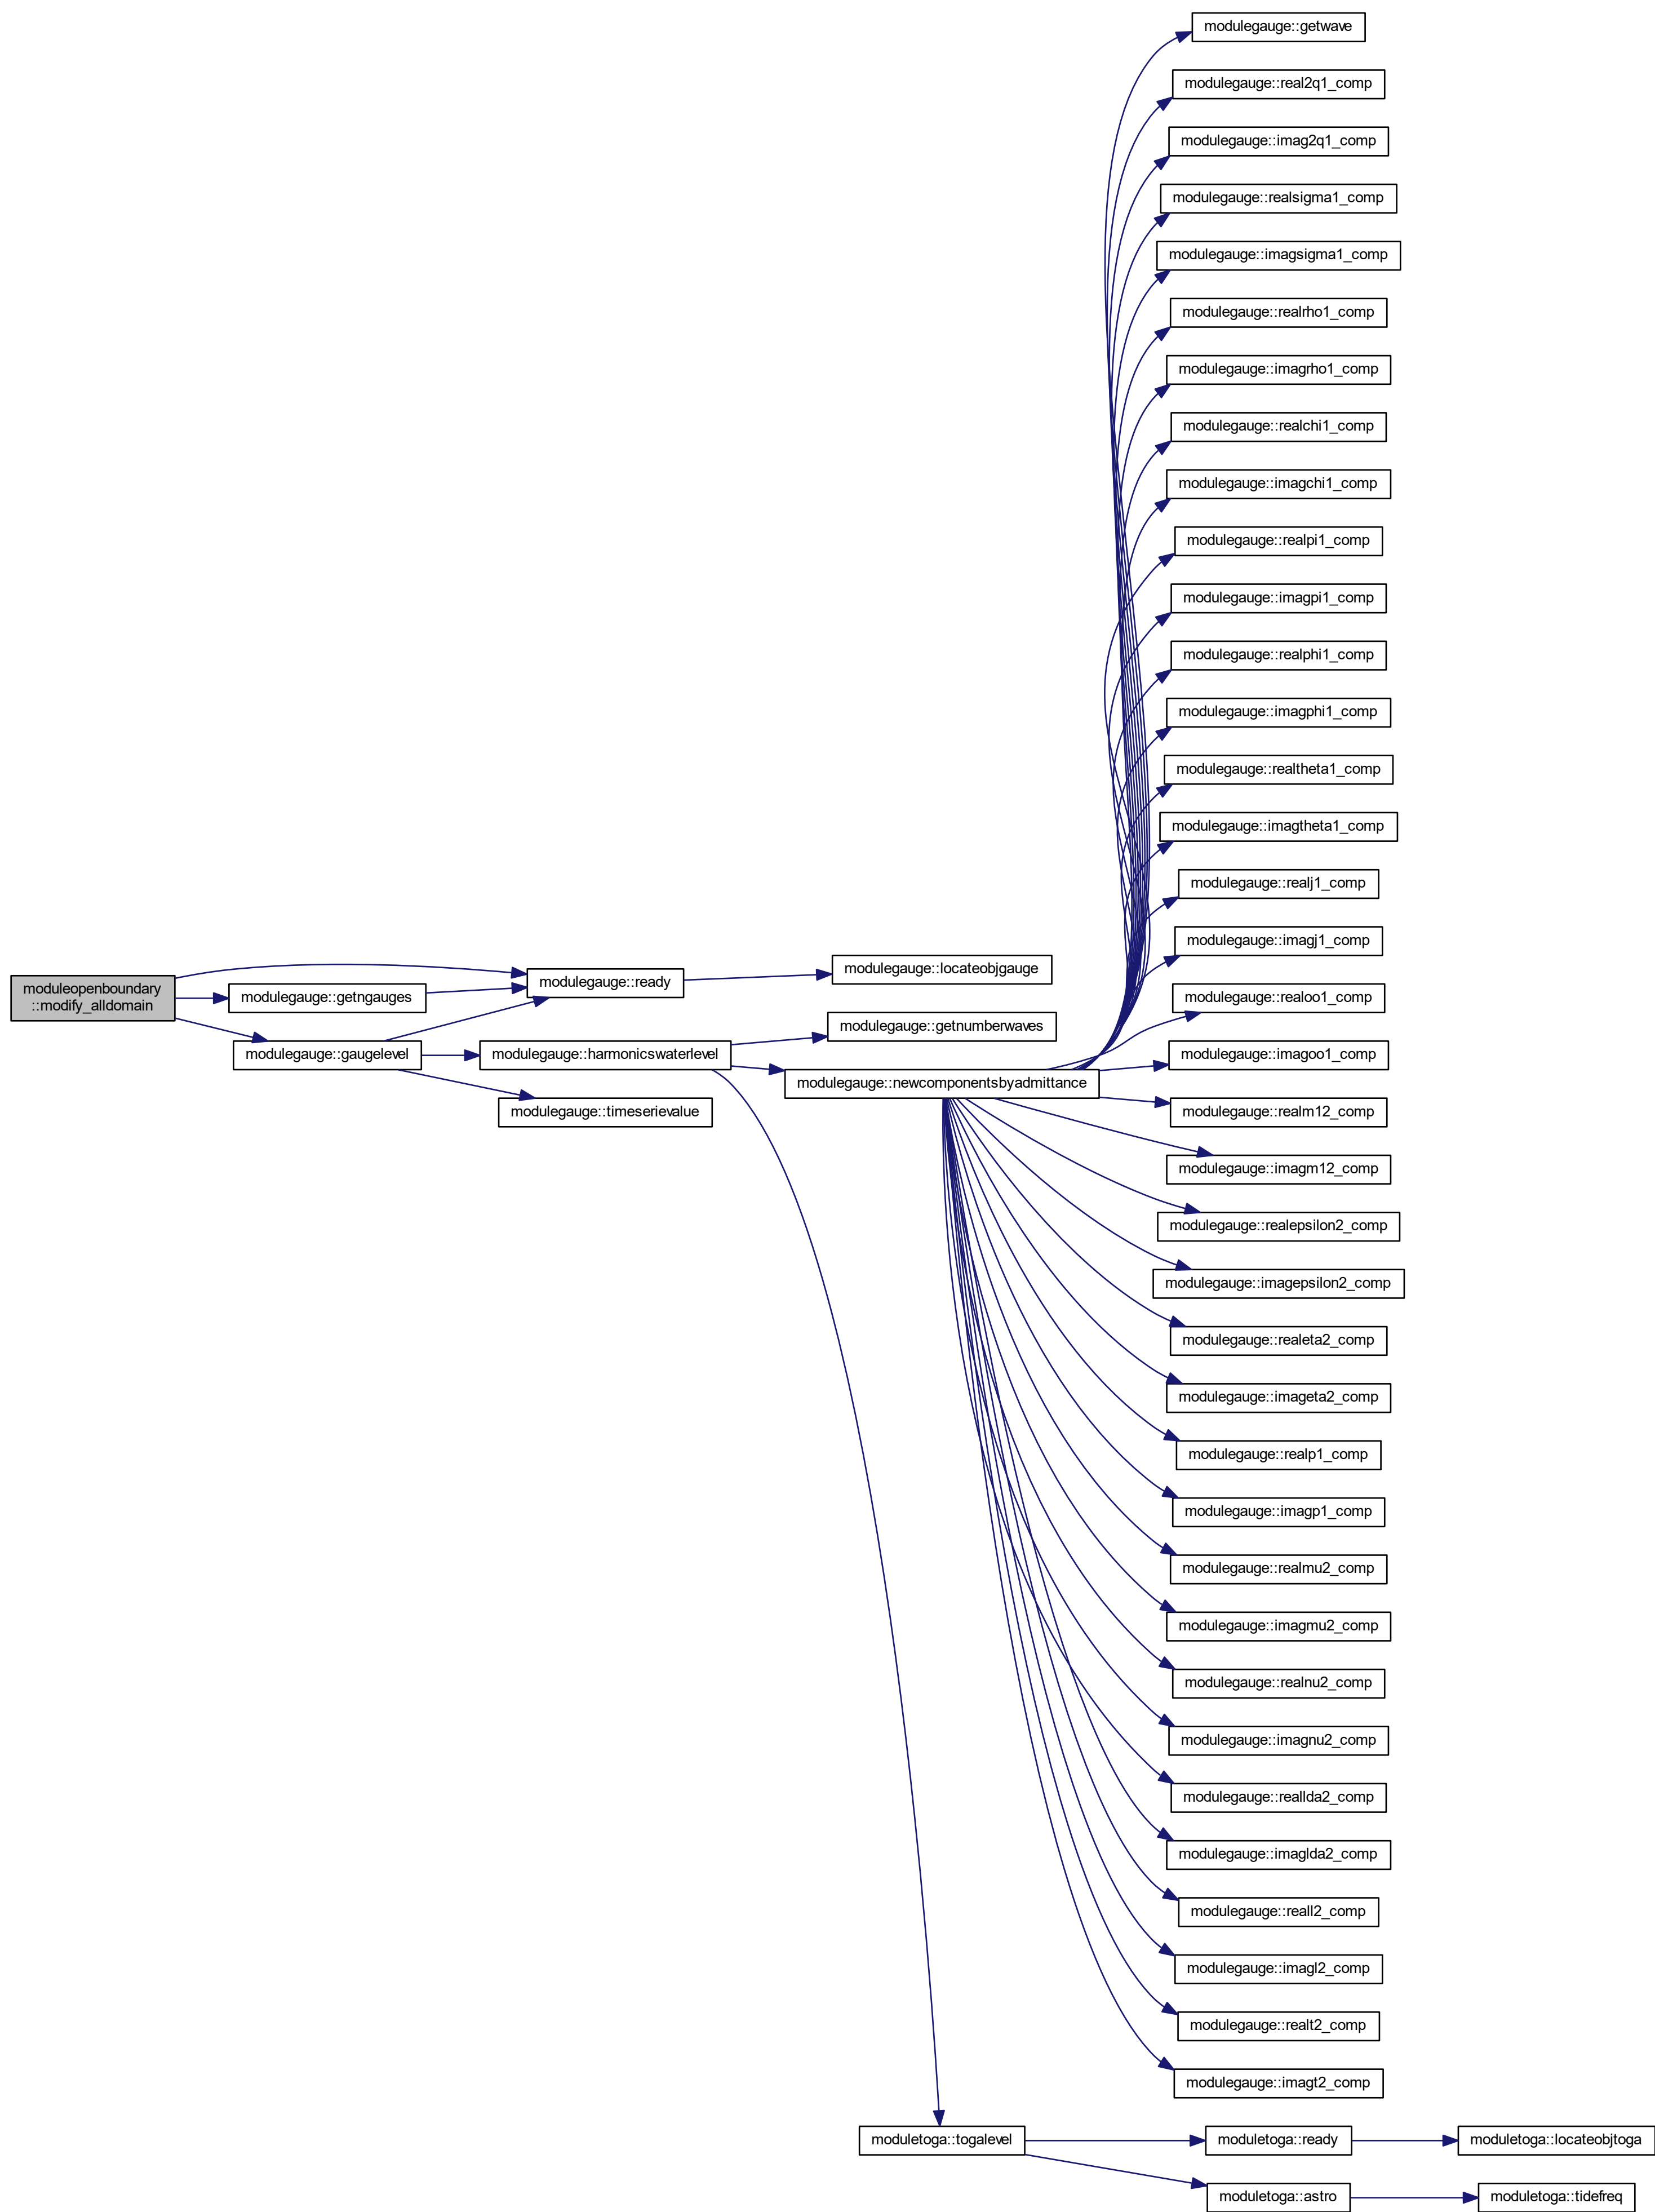 modulegauge::getwave
modulegauge::real2q1_comp
modulegauge::imag2q1_comp
modulegauge::realsigma1_comp
modulegauge::imagsigma1_comp
modulegauge::realrho1_comp
modulegauge::imagrho1_comp
modulegauge::realchi1_comp
modulegauge::imagchi1_comp
modulegauge::realpi1_comp
modulegauge::imagpi1_comp
modulegauge::realphi1_comp
modulegauge::imagphi1_comp
modulegauge::realtheta1_comp
modulegauge::imagtheta1_comp
modulegauge::realj1_comp
modulegauge::imagj1_comp
moduleopenboundary
::modify_alldomain
modulegauge::getngauges
modulegauge::ready
modulegauge::locateobjgauge
modulegauge::gaugelevel
modulegauge::harmonicswaterlevel
modulegauge::timeserievalue
modulegauge::getnumberwaves
modulegauge::newcomponentsbyadmittance
modulegauge::realoo1_comp
modulegauge::imagoo1_comp
modulegauge::realm12_comp
modulegauge::imagm12_comp
modulegauge::realepsilon2_comp
modulegauge::imagepsilon2_comp
modulegauge::realeta2_comp
modulegauge::imageta2_comp
modulegauge::realp1_comp
modulegauge::imagp1_comp
modulegauge::realmu2_comp
modulegauge::imagmu2_comp
modulegauge::realnu2_comp
modulegauge::imagnu2_comp
modulegauge::reallda2_comp
modulegauge::imaglda2_comp
modulegauge::reall2_comp
modulegauge::imagl2_comp
modulegauge::realt2_comp
modulegauge::imagt2_comp
moduletoga::togalevel
moduletoga::ready
moduletoga::locateobjtoga
moduletoga::astro
moduletoga::tidefreq